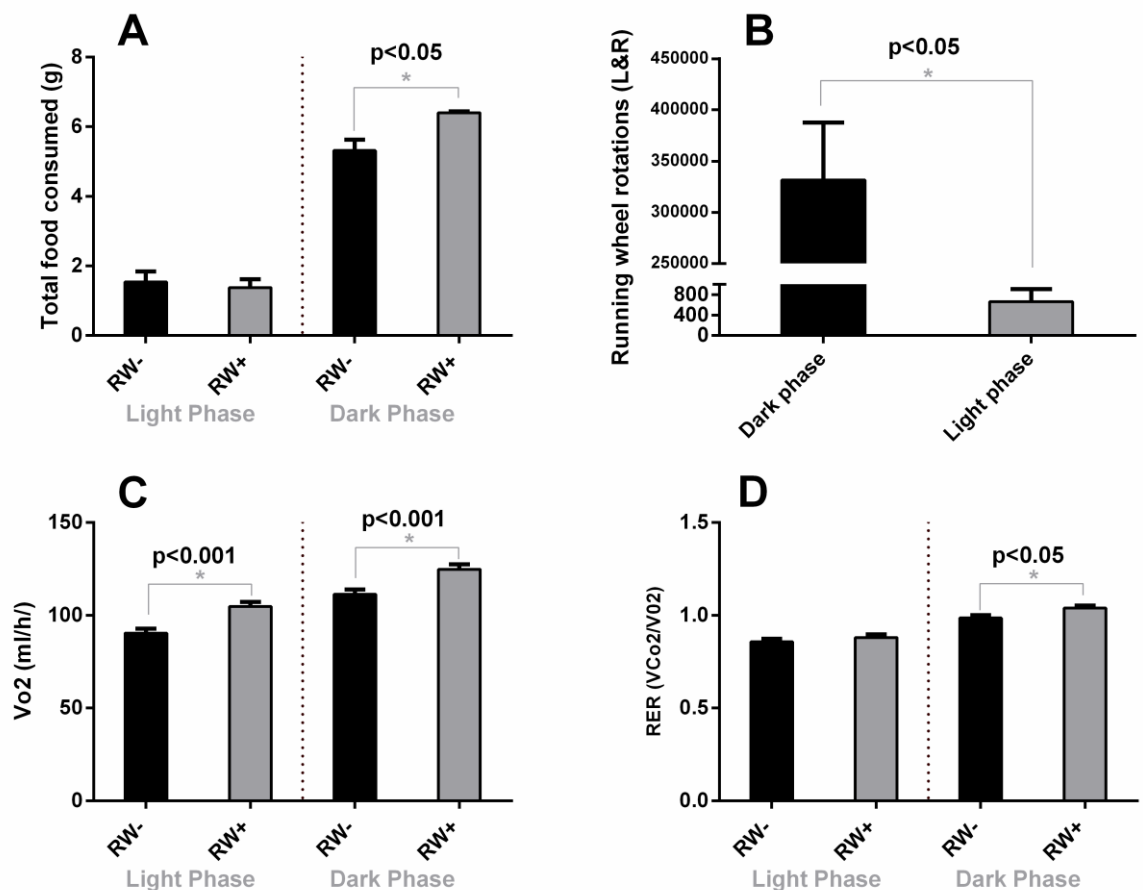 A
Total food consumed (g)
8
6
4
2
0
p<0.05
*
RW-
RW+
RW-
RW+
Light Phase
Dark Phase
B
Running wheel rotations (L&R)
450000
400000
350000
300000
250000
800
400
0
p<0.05
*
Dark phase
Light phase
C
Vo2 (ml/h/)
150
100
50
0
p<0.001
*
p<0.001
*
RW-
RW+
RW-
RW+
Light Phase
Dark Phase
D
RER (VCo2/V02)
1.5
1.0
0.5
0.0
p<0.05
*
RW-
RW+
RW-
RW+
Light Phase
Dark Phase